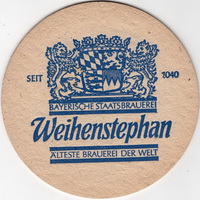 SEIT 1040
BAYERISCHE STAATSBRAUEREI
Weihenstephan
ÄLTESTE BRAUEREI DER WELT